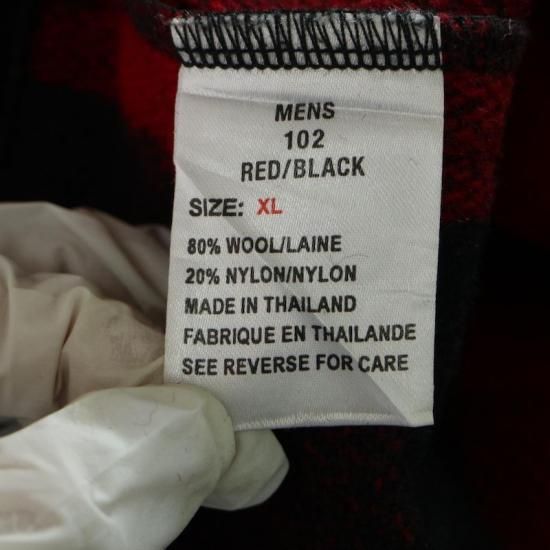 MENS
102
RED/BLACK
SIZE: XL
80% WOOL/LAINE
20% NYLON/NYLON
MADE IN THAILAND
FABRIQUE EN THAILANDE
SEE REVERSE FOR CARE